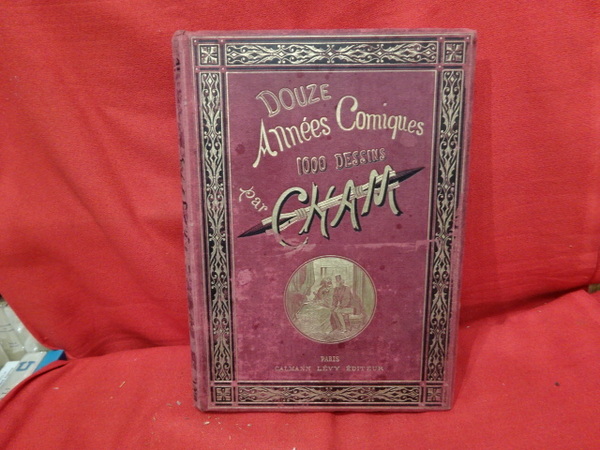 DOUZE
Années Comiques
1000 DESSINS
par CHAM
PARIS
CALMANN LÉVY ÉDITEUR